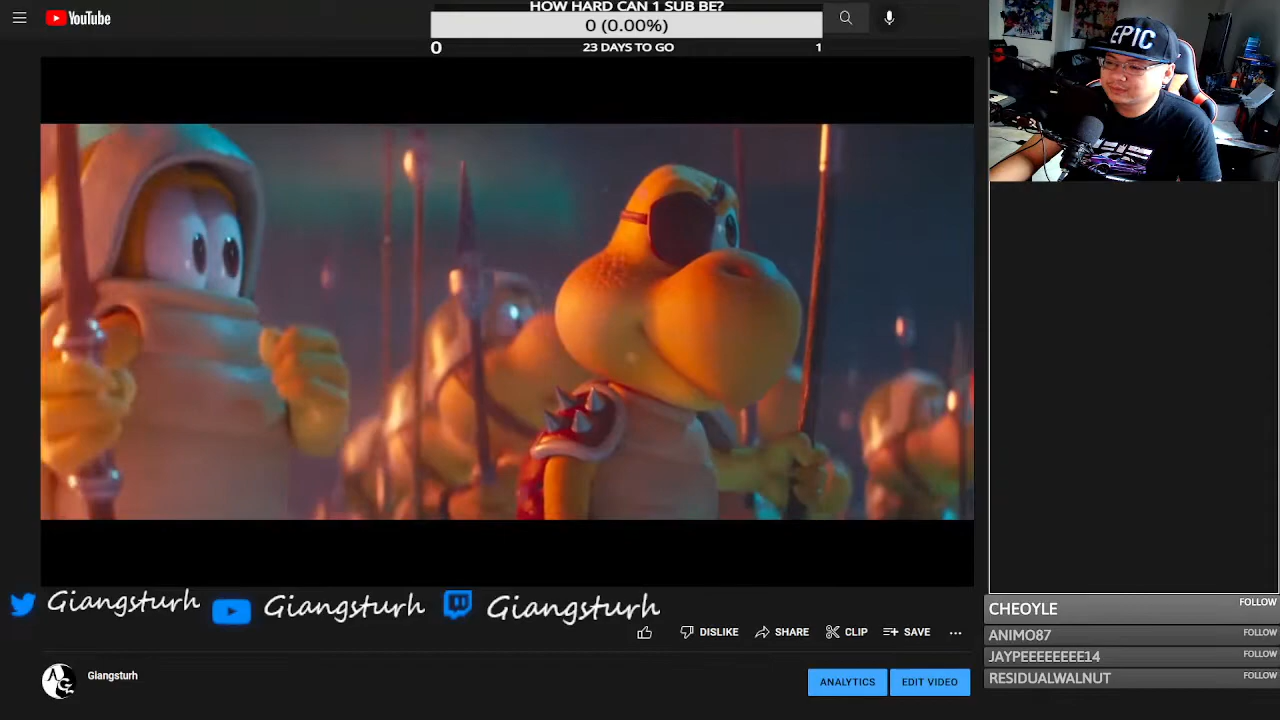 YouTube
HOW HARD CAN 1 SUB BE?
0 (0.00%)
0
23 DAYS TO GO
1
EPIC
Giangsturh
Giangsturh
Giangsturh
DISLIKE
SHARE
CLIP
SAVE
Giangsturh
ANALYTICS
EDIT VIDEO
CHEOYLE
FOLLOW
ANIMO87
FOLLOW
JAYPEEEEEEEE14
FOLLOW
RESIDUALWALNUT
FOLLOW